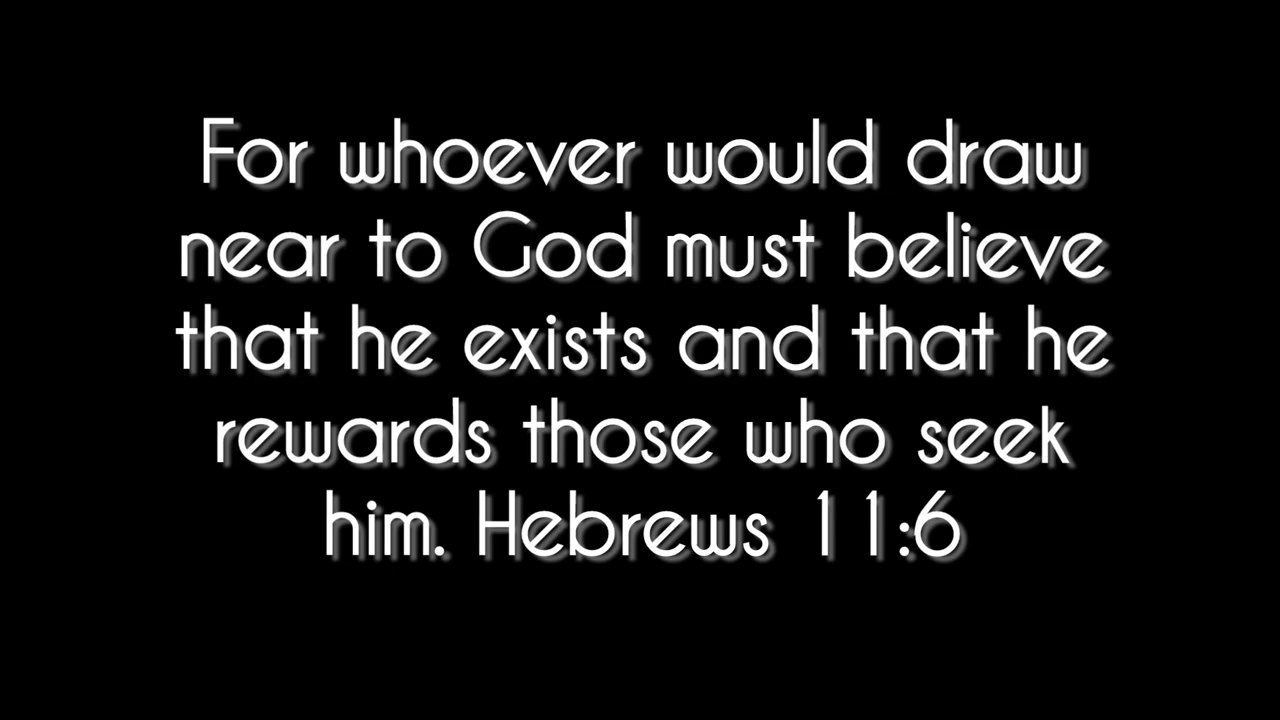 For whoever would draw
near to God must believe
that he exists and that he
rewards those who seek
him. Hebrews 11:6